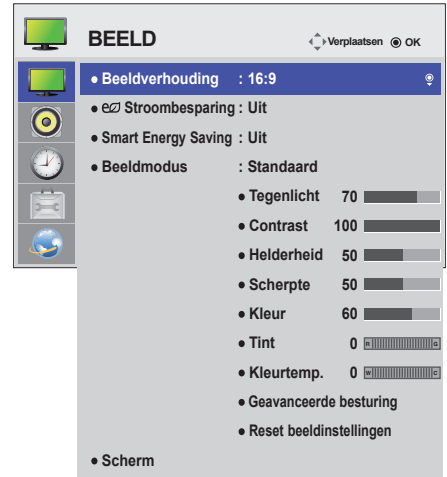 BEELD
Verplaatsen OK
• Beeldverhouding : 16:9
• e Stroombesparing : Uit
• Smart Energy Saving : Uit
• Beeldmodus : Standaard
• Tegenlicht 70
• Contrast 100
• Helderheid 50
• Scherpte 50
• Kleur 60
• Tint 0 R G
• Kleurtemp. 0 W C
• Geavanceerde besturing
• Reset beeldinstellingen
• Scherm